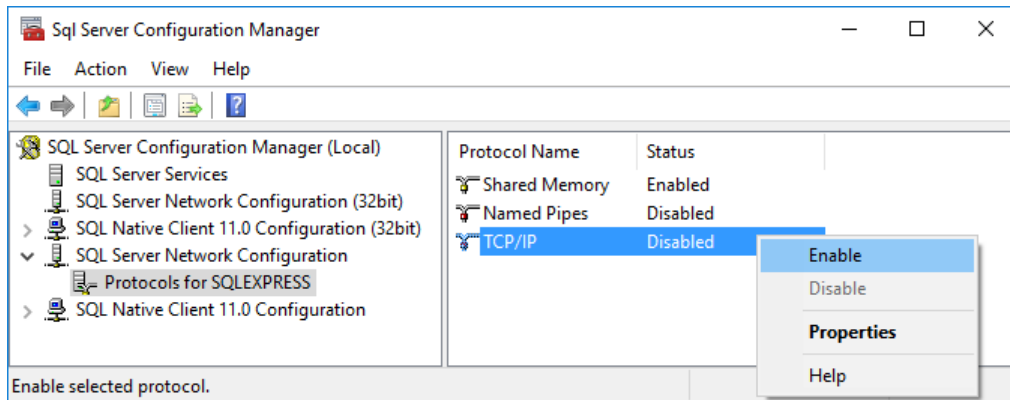 Sql Server Configuration Manager
File Action View Help
SQL Server Configuration Manager (Local)
SQL Server Services
SQL Server Network Configuration (32bit)
SQL Native Client 11.0 Configuration (32bit)
SQL Server Network Configuration
Protocols for SQLEXPRESS
SQL Native Client 11.0 Configuration
Protocol Name Status
Shared Memory Enabled
Named Pipes Disabled
TCP/IP Disabled
Enable
Disable
Properties
Help
Enable selected protocol.